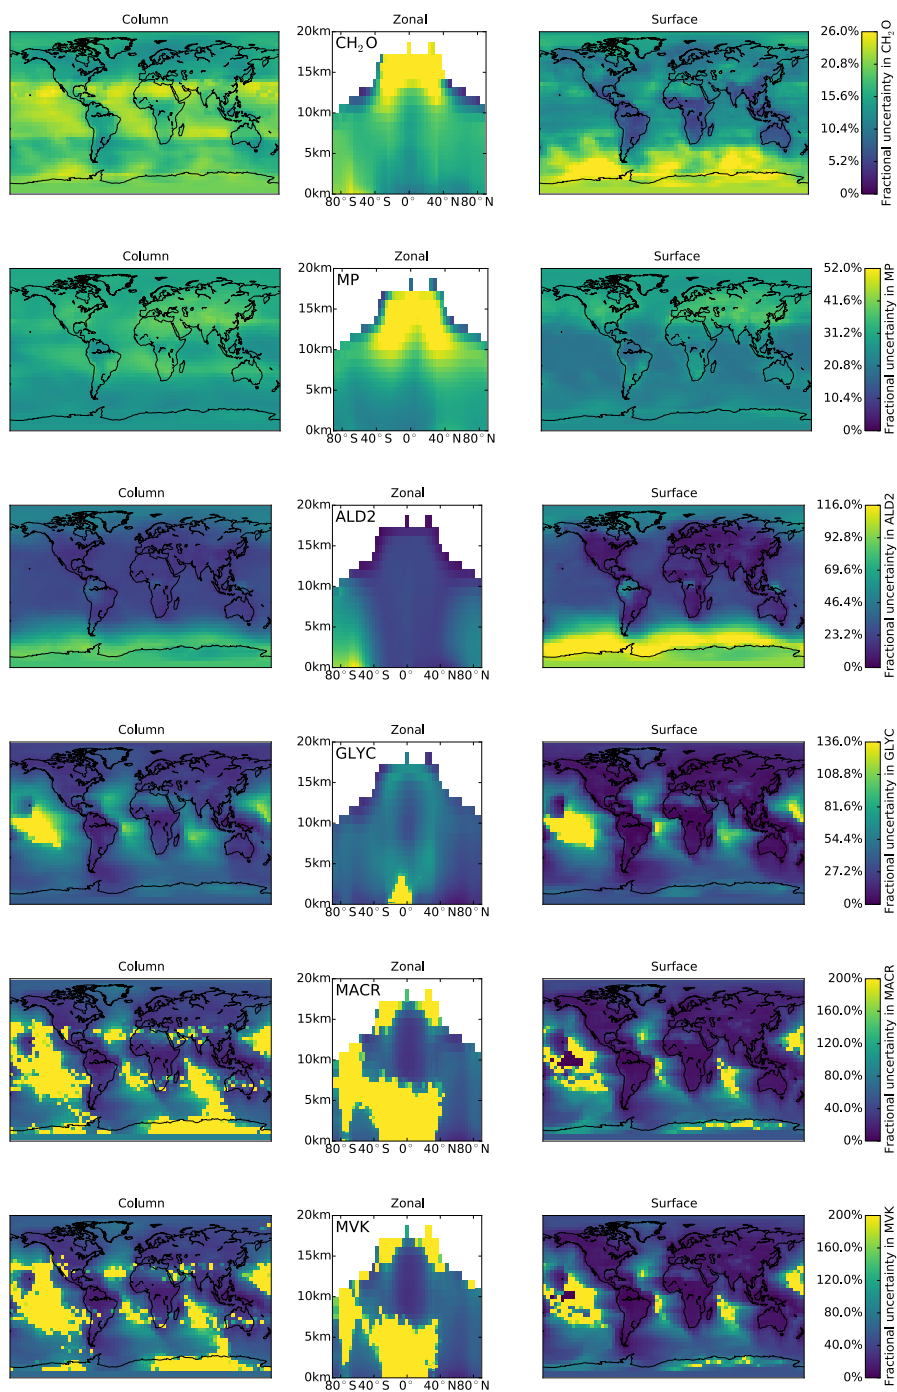 Column Zonal Surface
CH₂O
20km
15km
10km
5km
0km
80°S 40°S 0° 40°N 80°N
26.0%
20.8%
15.6%
10.4%
5.2%
0%
Fractional uncertainty in CH₂O
Column Zonal Surface
MP
20km
15km
10km
5km
0km
80°S 40°S 0° 40°N 80°N
52.0%
41.6%
31.2%
20.8%
10.4%
0%
Fractional uncertainty in MP
Column Zonal Surface
ALD2
20km
15km
10km
5km
0km
80°S 40°S 0° 40°N 80°N
116.0%
92.8%
69.6%
46.4%
23.2%
0%
Fractional uncertainty in ALD2
Column Zonal Surface
GLYC
20km
15km
10km
5km
0km
80°S 40°S 0° 40°N 80°N
136.0%
108.8%
81.6%
54.4%
27.2%
0%
Fractional uncertainty in GLYC
Column Zonal Surface
MACR
20km
15km
10km
5km
0km
80°S 40°S 0° 40°N 80°N
200%
160.0%
120.0%
80.0%
40.0%
0%
Fractional uncertainty in MACR
Column Zonal Surface
MVK
20km
15km
10km
5km
0km
80°S 40°S 0° 40°N 80°N
200%
160.0%
120.0%
80.0%
40.0%
0%
Fractional uncertainty in MVK